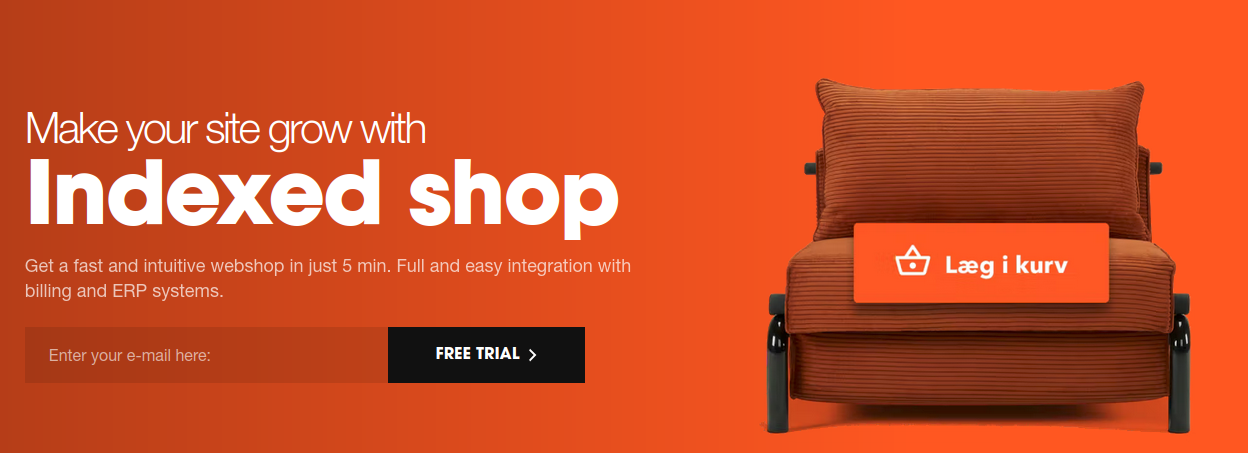 Make your site grow with
Indexed shop
Get a fast and intuitive webshop in just 5 min. Full and easy integration with
billing and ERP systems.
Enter your e-mail here:
FREE TRIAL
Læg i kurv